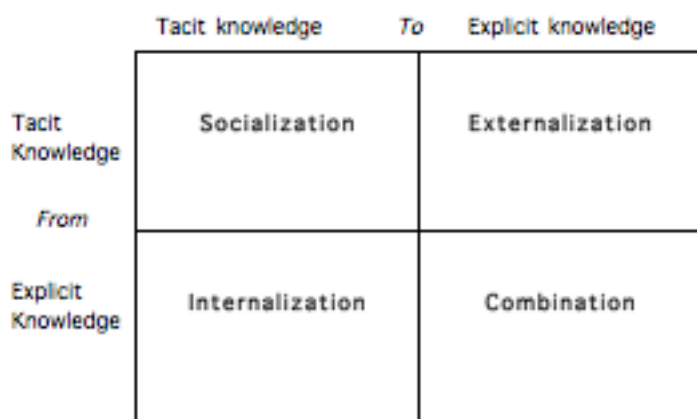 Tacit knowledge To Explicit knowledge
Tacit
Knowledge
Socialization Externalization
From
Explicit
Knowledge
Internalization Combination